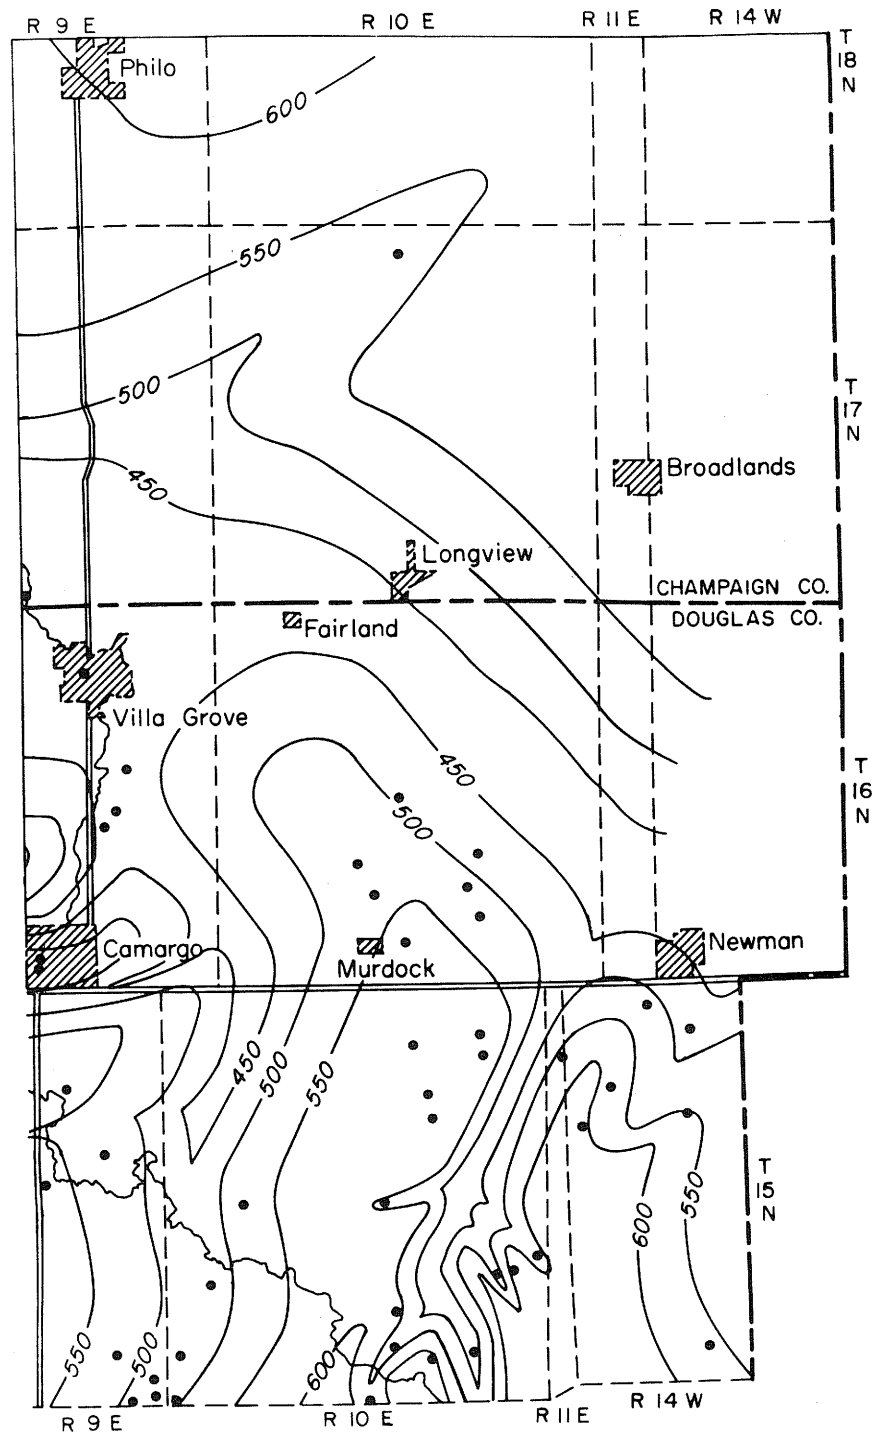 R 9 E R 10 E R 11 E R 14 W
T 18 N
Philo
600
550
500
T 17 N
450
Broadlands
Longview
CHAMPAIGN CO.
DOUGLAS CO.
Fairland
Villa Grove
450
T 16 N
500
Camargo
Newman
Murdock
450
500
550
T 15 N
550
600
550
500
600
R 9 E R 10 E R 11 E R 14 W